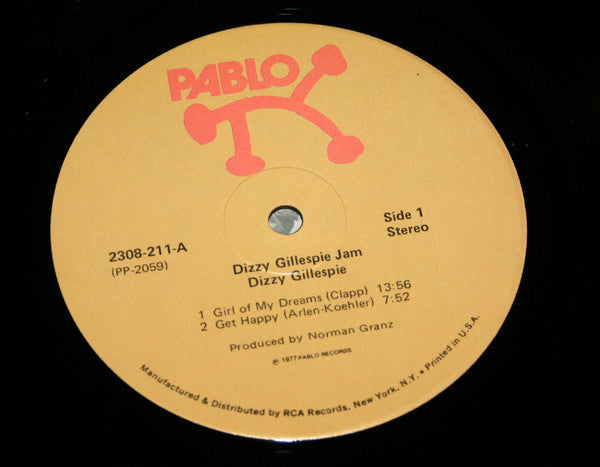 PABLO
2308-211-A
(PP-2059)
Side 1
Stereo
Dizzy Gillespie Jam
Dizzy Gillespie
1 Girl of My Dreams (Clapp) 13:56
2 Get Happy (Arlen-Koehler) 7:52
Produced by Norman Granz
℗ 1977 PABLO RECORDS
Manufactured & Distributed by RCA Records, New York, N.Y. • Printed in U.S.A.